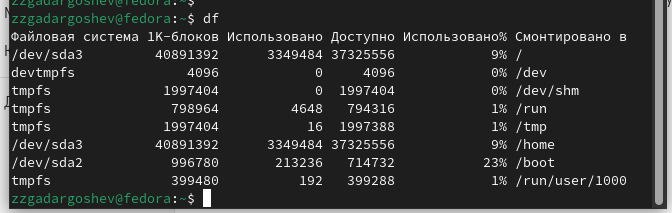 zzgadargoshev@fedora:~$
zzgadargoshev@fedora:~$ df
Файловая система 1K-блоков Использовано Доступно Использовано% Смонтировано в
/dev/sda3 40891392 3349484 37325556 9% /
devtmpfs 4096 0 4096 0% /dev
tmpfs 1997404 0 1997404 0% /dev/shm
tmpfs 798964 4648 794316 1% /run
tmpfs 1997404 16 1997388 1% /tmp
/dev/sda3 40891392 3349484 37325556 9% /home
/dev/sda2 996780 213236 714732 23% /boot
tmpfs 399480 192 399288 1% /run/user/1000
zzgadargoshev@fedora:~$